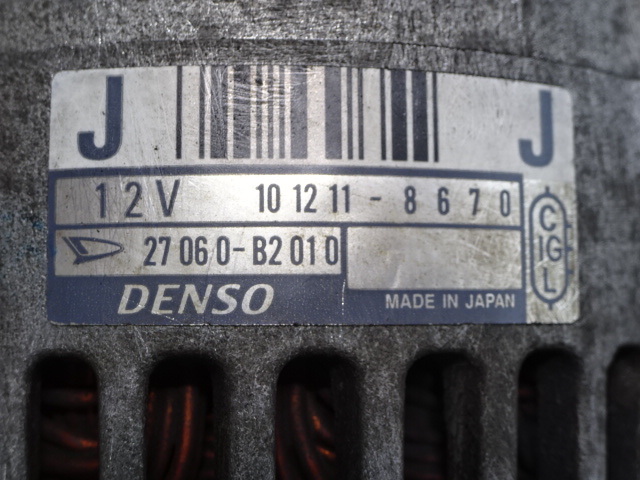 J J
12V 101211-8670
27060-B2010
DENSO MADE IN JAPAN
C
IG
L